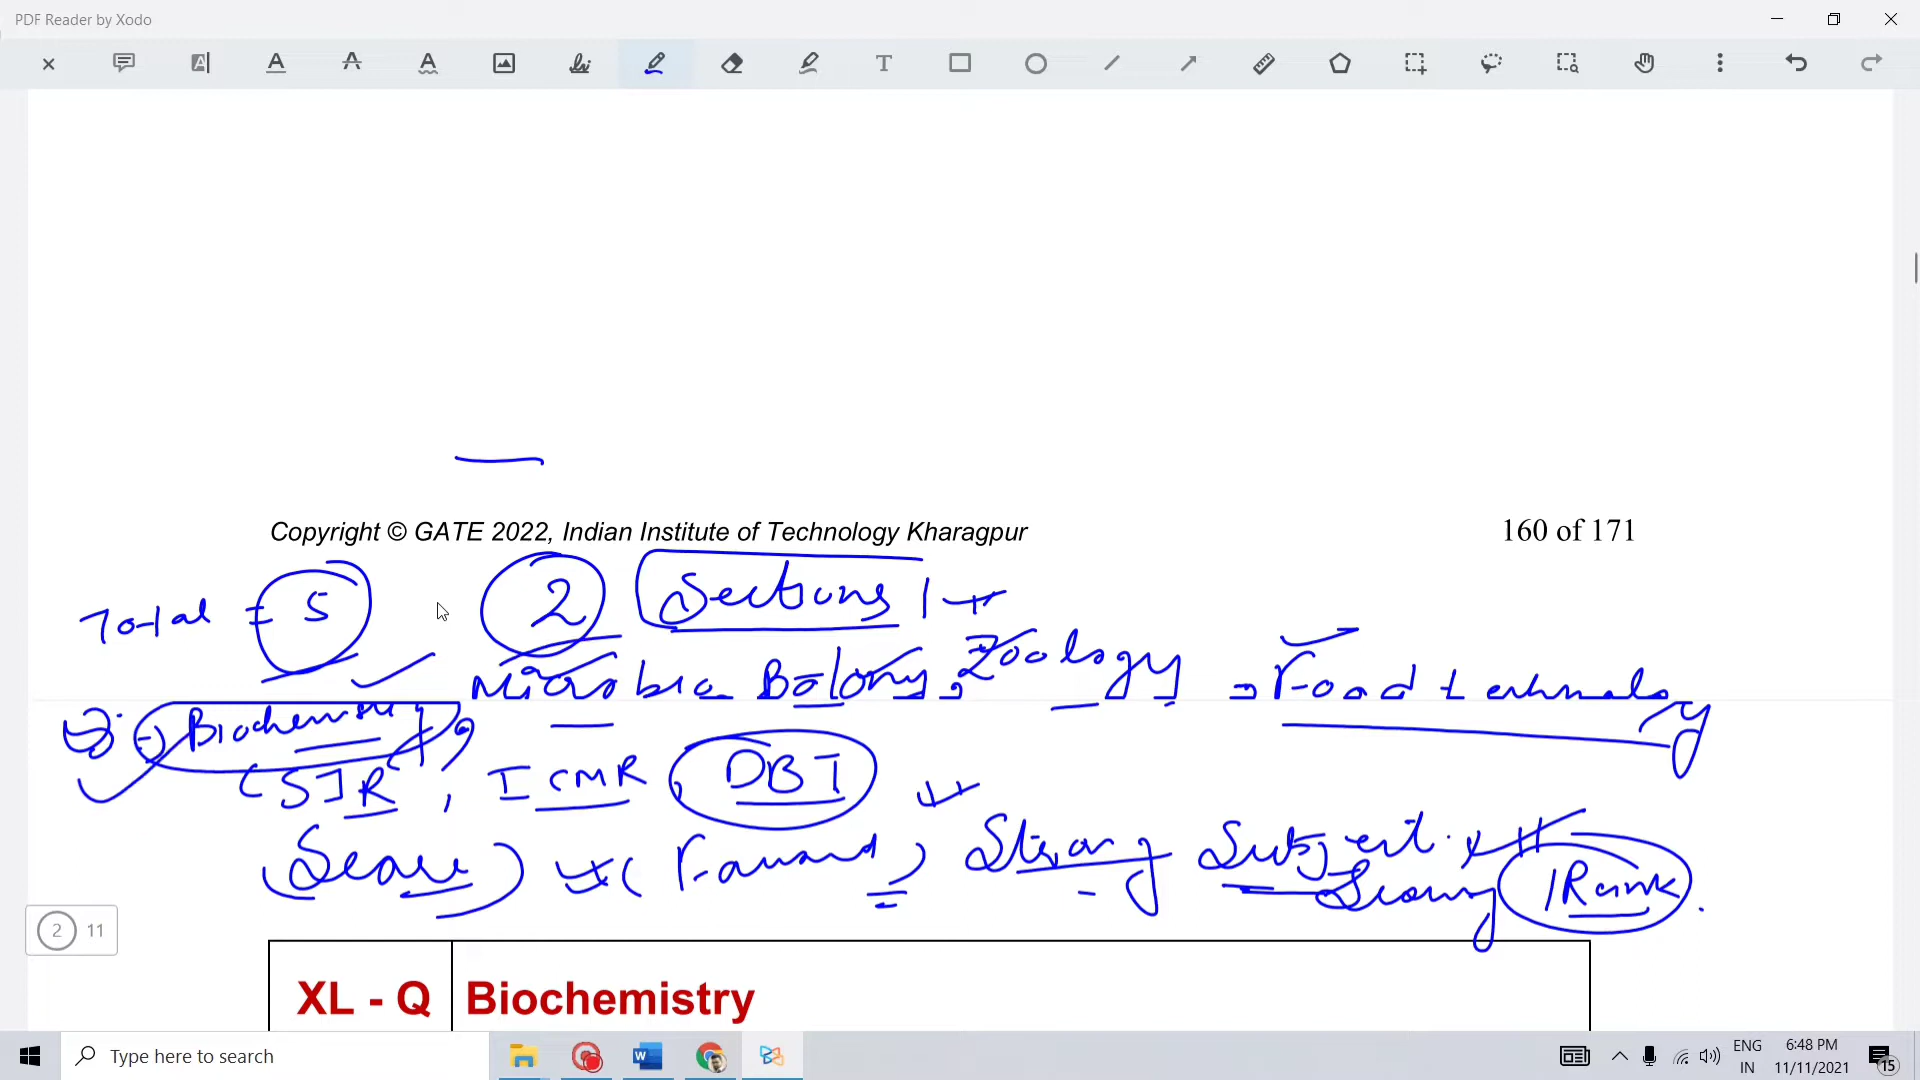 PDF Reader by Xodo
Copyright © GATE 2022, Indian Institute of Technology Kharagpur
160 of 171
Total = 5 2 Sections
Zoology, Food technology
Biochemistry,
CSIR, ICMR, DBT
Strong Subject.
Rank
2 11
XL - Q Biochemistry
Type here to search
ENG
IN
6:48 PM
11/11/2021
15